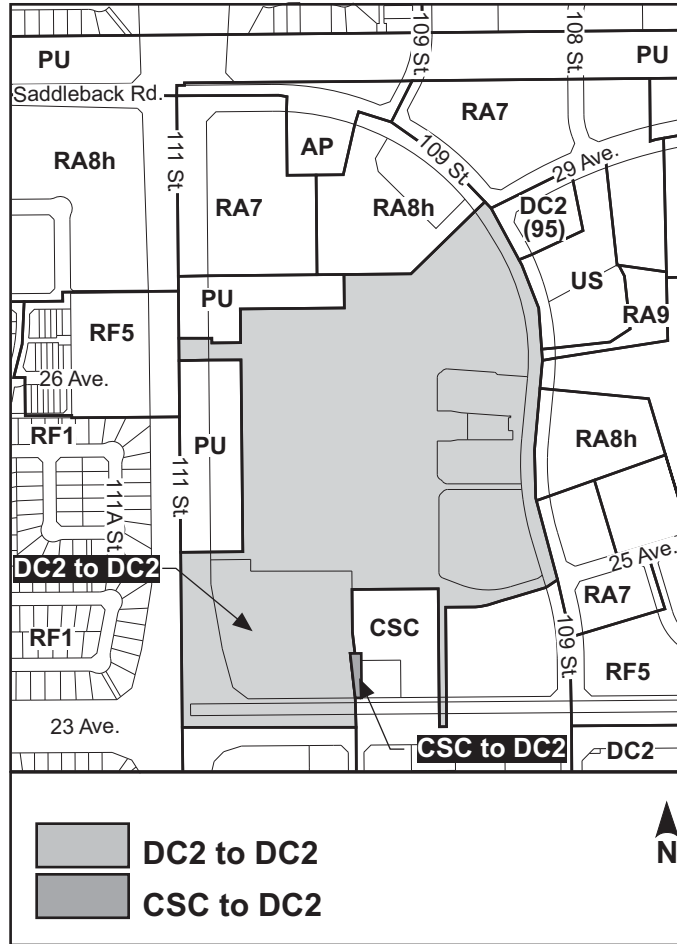 109 St.
108 St.
PU
PU
Saddleback Rd.
RA7
111 St.
109 St.
AP
29 Ave.
RA8h
RA7
RA8h
DC2
(95)
US
PU
RF5
RA9
26 Ave.
RF1
PU
RA8h
111 St.
111A St.
25 Ave.
DC2 to DC2
RA7
RF1
CSC
109 St.
RF5
23 Ave.
CSC to DC2
DC2
DC2 to DC2
CSC to DC2
N